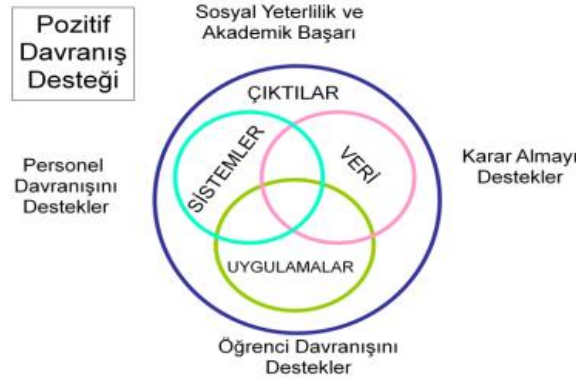 Pozitif
Davranış
Desteği
Sosyal Yeterlilik ve
Akademik Başarı
ÇIKTILAR
SİSTEMLER
VERİ
Personel
Davranışını
Destekler
Karar Almayı
Destekler
UYGULAMALAR
Öğrenci Davranışını
Destekler